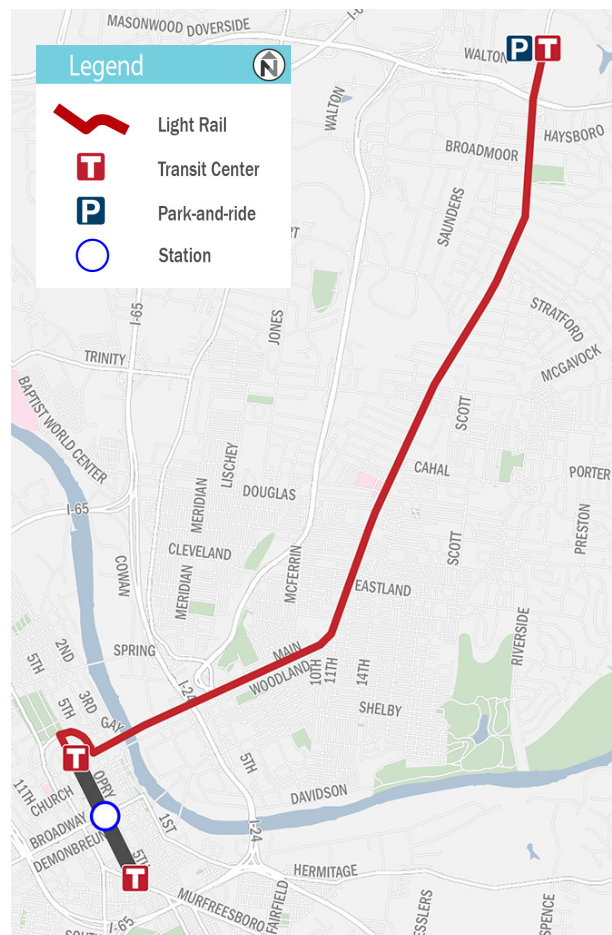 MASONWOOD DOVERSIDE
WALTON
P T
Legend
N
Light Rail
T
Transit Center
P
Park-and-ride
Station
WALTON
HAYSBORO
BROADMOOR
SAUNDERS
STRATFORD
MCGAVOCK
I-65
JONES
TRINITY
BAPTIST WORLD CENTER
SCOTT
LISCHEY
CAHAL
PORTER
DOUGLAS
MERIDIAN
I-65
PRESTON
CLEVELAND
SCOTT
COWAN
MERIDIAN
MCFERRIN
EASTLAND
RIVERSIDE
2ND
5TH
SPRING
MAIN
WOODLAND
10TH
11TH
14TH
3RD
5TH
I-24
GAY
SHELBY
T
5TH
OPRY
11TH
CHURCH
DAVIDSON
BROADWAY
1ST
I-24
DEMONBREUN
5TH
HERMITAGE
T
MURFREESBORO
FAIRFIELD
I-65
ESSLERS
SPENCE